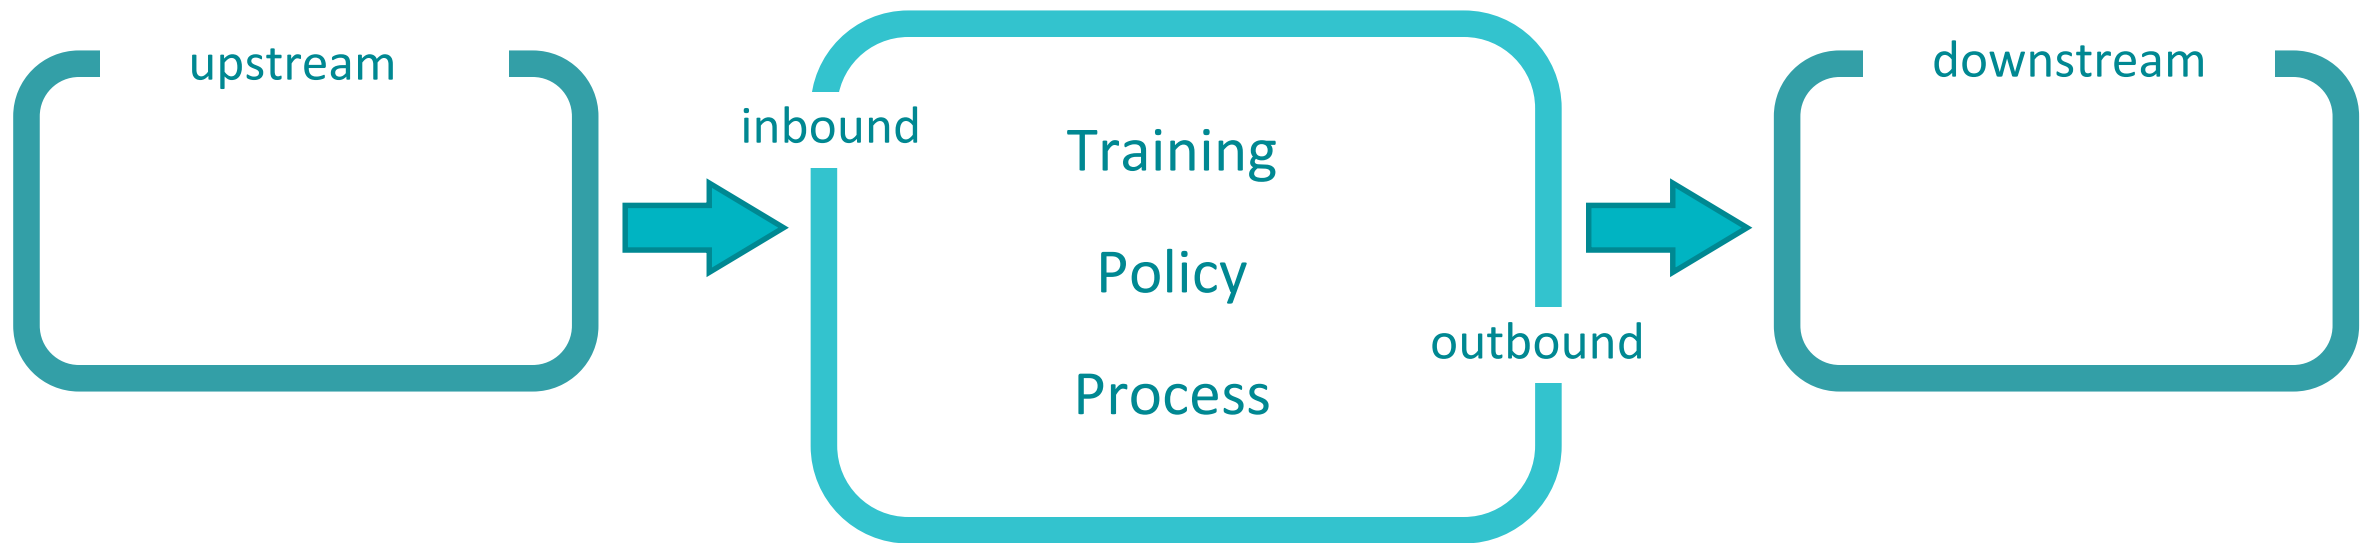 upstream
inbound
Training
Policy
Process
outbound
downstream